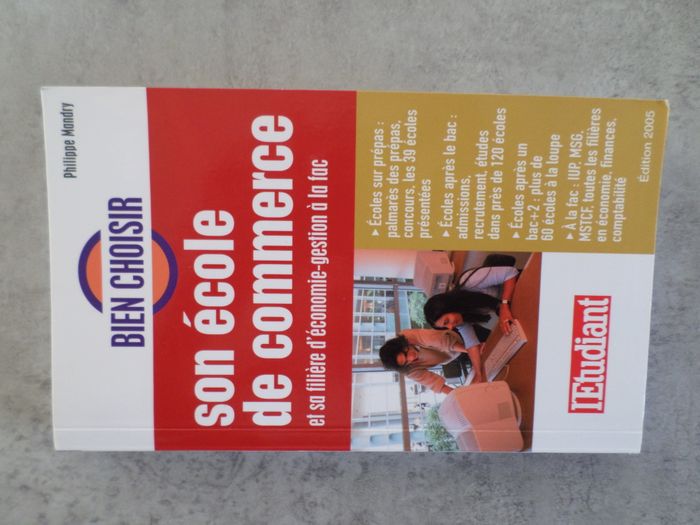 Philippe Mandry
BIEN CHOISIR
son école
de commerce
et sa filière d'économie-gestion à la fac
▸ Écoles sur prépas :
palmarès des prépas,
concours, les 39 écoles
présentées
▸ Écoles après le bac :
admissions,
recrutement, études
dans près de 120 écoles
▸ Écoles après un
bac+2 : plus de
60 écoles à la loupe
▸ À la fac : IUP, MSG,
MSTCF, toutes les filières
en économie, finances,
comptabilité
Édition 2005
l'Etudiant